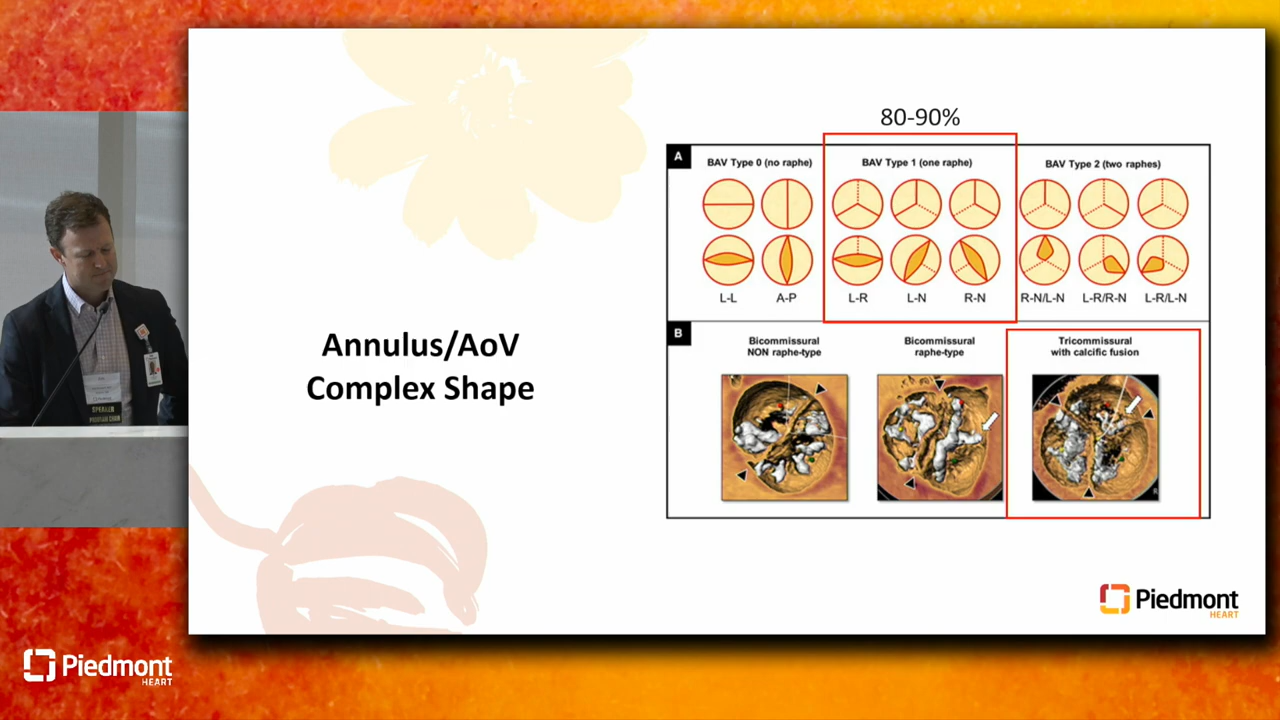 80-90%
A
BAV Type 0 (no raphe)
BAV Type 1 (one raphe)
BAV Type 2 (two raphes)
L-L
A-P
L-R
L-N
R-N
R-N/L-N
L-R/R-N
L-R/L-N
B
Bicommissural
NON raphe-type
Bicommissural
raphe-type
Tricommissural
with calcific fusion
Annulus/AoV
Complex Shape
Piedmont
HEART
SPEAKER
Piedmont
HEART